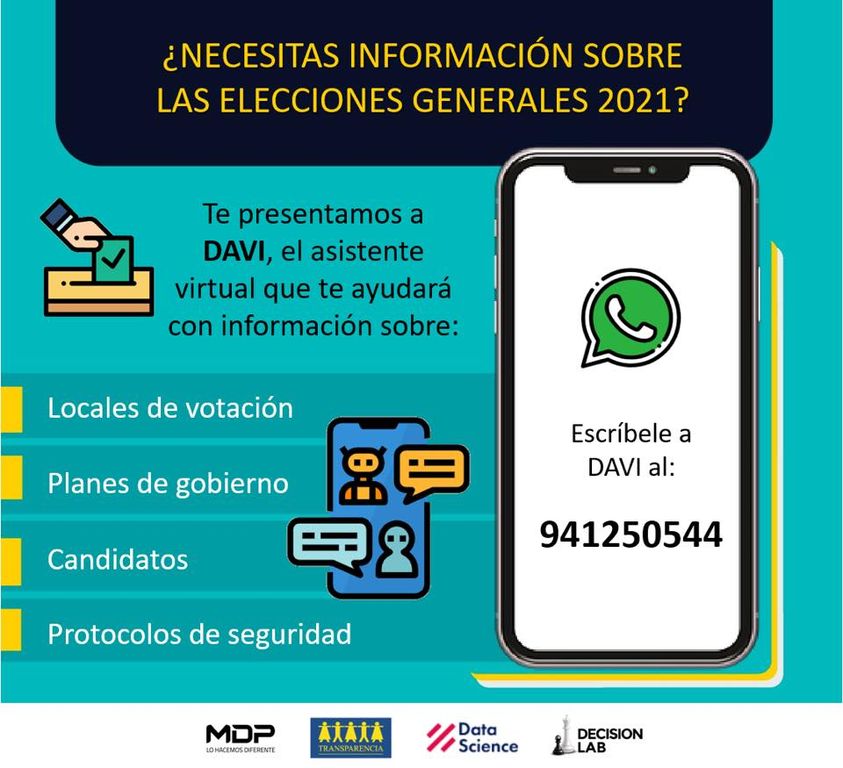 ¿NECESITAS INFORMACIÓN SOBRE
LAS ELECCIONES GENERALES 2021?
Te presentamos a
DAVI, el asistente
virtual que te ayudará
con información sobre:
Locales de votación
Planes de gobierno
Candidatos
Protocolos de seguridad
Escríbele a
DAVI al:
941250544
MDP
LO HACEMOS DIFERENTE
TRANSPARENCIA
Data
Science
DECISION
LAB